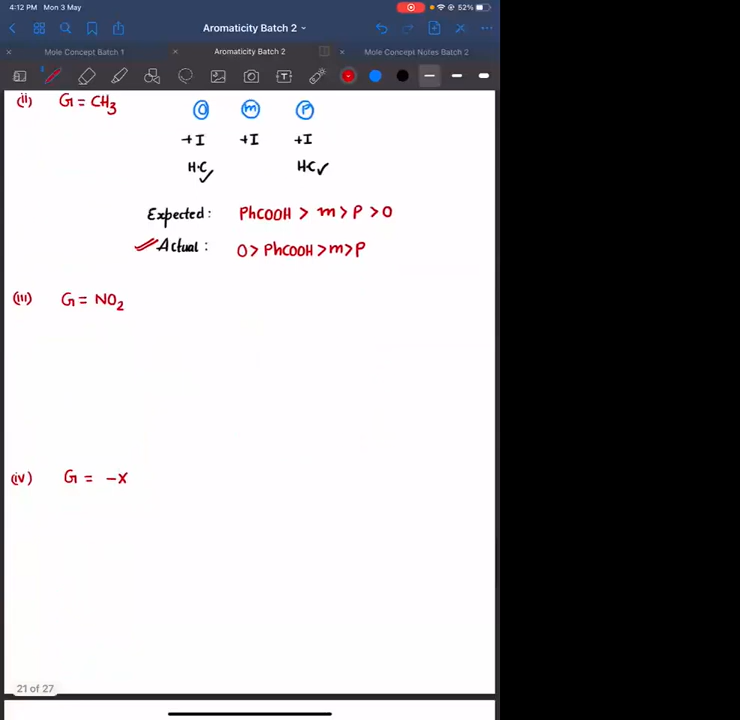 4:12 PM Mon 3 May 52%
Aromaticity Batch 2
Mole Concept Batch 1 Aromaticity Batch 2 Mole Concept Notes Batch 2
(ii) G = CH3 O m P
+I +I +I
H·C H·C
Expected: PhCOOH > m > P > O
Actual: O > PhCOOH > m > P
(iii) G = NO2
(iv) G = -X
21 of 27